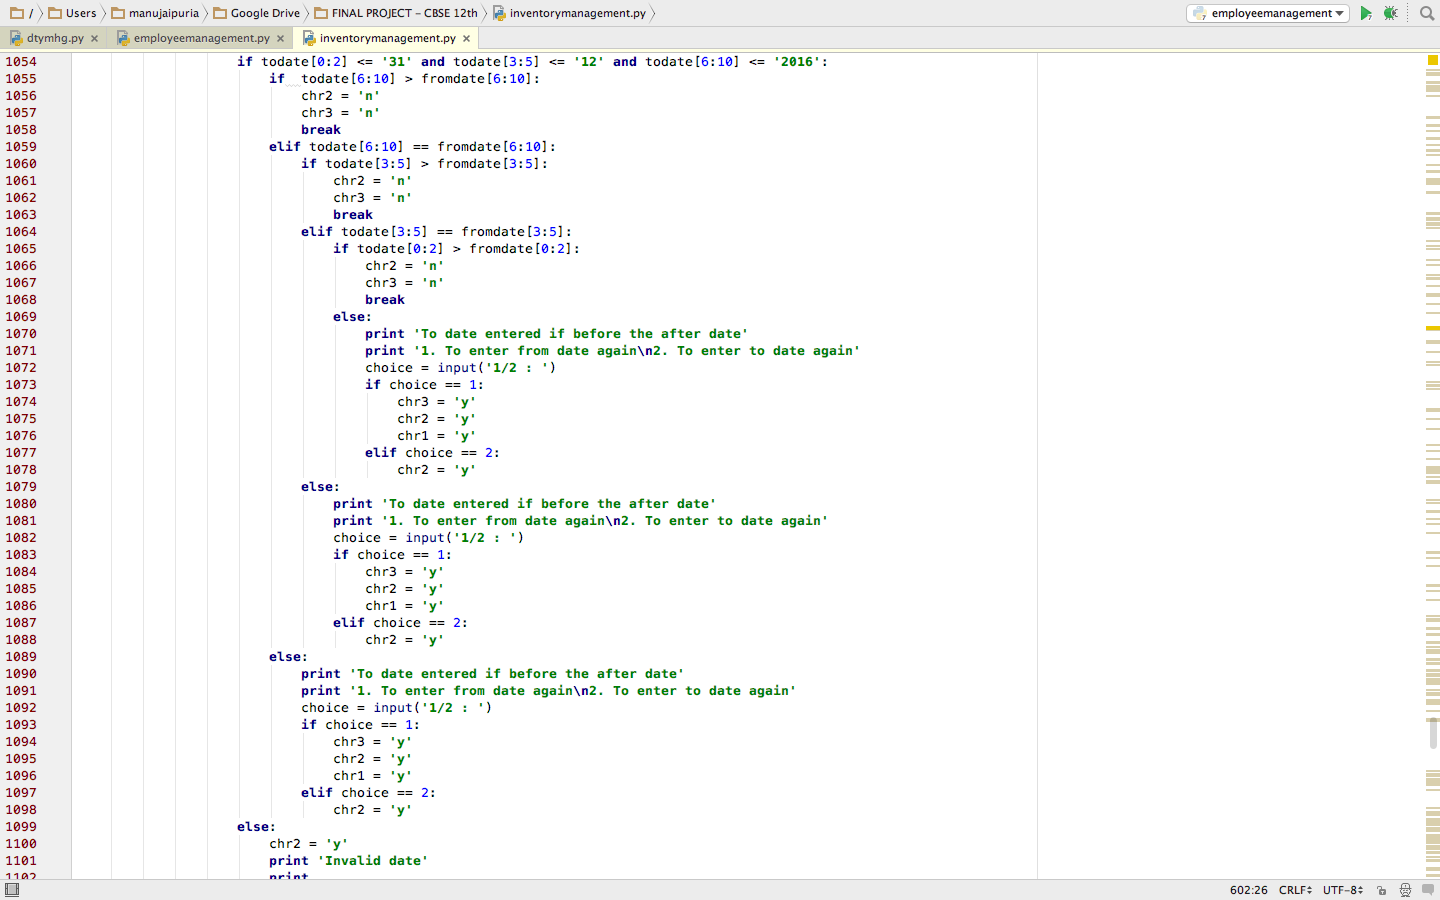 / Users manujaipuria Google Drive FINAL PROJECT – CBSE 12th inventorymanagement.py employeemanagement
dtymhg.py × employeemanagement.py × inventorymanagement.py ×
1054 if todate[0:2] <= '31' and todate[3:5] <= '12' and todate[6:10] <= '2016':
1055 if  todate[6:10] > fromdate[6:10]:
1056 chr2 = 'n'
1057 chr3 = 'n'
1058 break
1059 elif todate[6:10] == fromdate[6:10]:
1060 if todate[3:5] > fromdate[3:5]:
1061 chr2 = 'n'
1062 chr3 = 'n'
1063 break
1064 elif todate[3:5] == fromdate[3:5]:
1065 if todate[0:2] > fromdate[0:2]:
1066 chr2 = 'n'
1067 chr3 = 'n'
1068 break
1069 else:
1070 print 'To date entered if before the after date'
1071 print '1. To enter from date again\n2. To enter to date again'
1072 choice = input('1/2 : ')
1073 if choice == 1:
1074 chr3 = 'y'
1075 chr2 = 'y'
1076 chr1 = 'y'
1077 elif choice == 2:
1078 chr2 = 'y'
1079 else:
1080 print 'To date entered if before the after date'
1081 print '1. To enter from date again\n2. To enter to date again'
1082 choice = input('1/2 : ')
1083 if choice == 1:
1084 chr3 = 'y'
1085 chr2 = 'y'
1086 chr1 = 'y'
1087 elif choice == 2:
1088 chr2 = 'y'
1089 else:
1090 print 'To date entered if before the after date'
1091 print '1. To enter from date again\n2. To enter to date again'
1092 choice = input('1/2 : ')
1093 if choice == 1:
1094 chr3 = 'y'
1095 chr2 = 'y'
1096 chr1 = 'y'
1097 elif choice == 2:
1098 chr2 = 'y'
1099 else:
1100 chr2 = 'y'
1101 print 'Invalid date'
1102 print
602:26 CRLF UTF-8